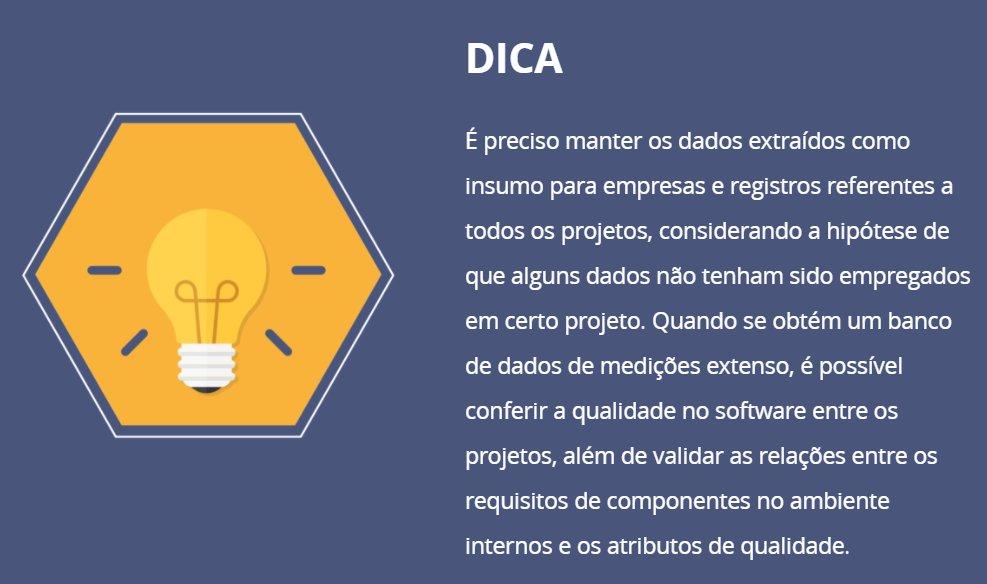 DICA
É preciso manter os dados extraídos como
insumo para empresas e registros referentes a
todos os projetos, considerando a hipótese de
que alguns dados não tenham sido empregados
em certo projeto. Quando se obtém um banco
de dados de medições extenso, é possível
conferir a qualidade no software entre os
projetos, além de validar as relações entre os
requisitos de componentes no ambiente
internos e os atributos de qualidade.